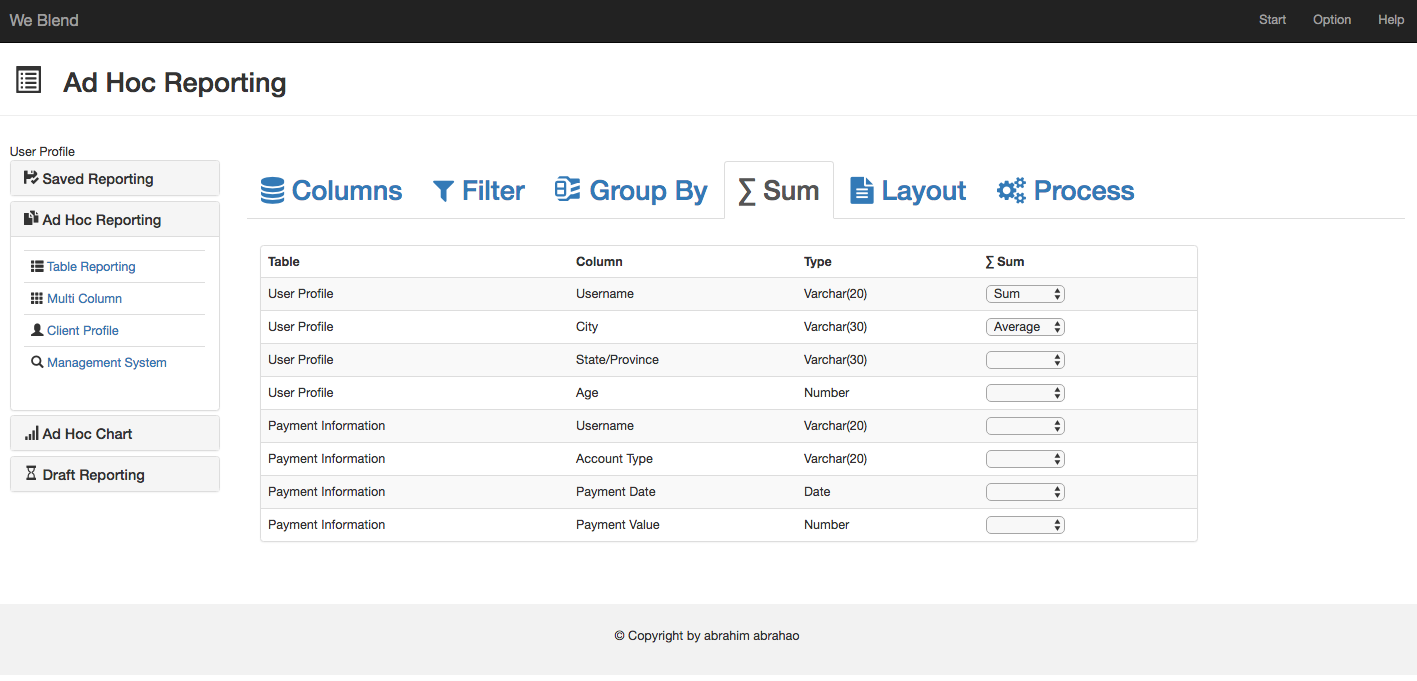 We Blend Start Option Help
Ad Hoc Reporting
User Profile
Saved Reporting
Ad Hoc Reporting
Table Reporting
Multi Column
Client Profile
Management System
Ad Hoc Chart
Draft Reporting
Columns Filter Group By ∑ Sum Layout Process
Table Column Type ∑ Sum
User Profile Username Varchar(20) Sum
User Profile City Varchar(30) Average
User Profile State/Province Varchar(30)
User Profile Age Number
Payment Information Username Varchar(20)
Payment Information Account Type Varchar(20)
Payment Information Payment Date Date
Payment Information Payment Value Number
© Copyright by abrahim abrahao